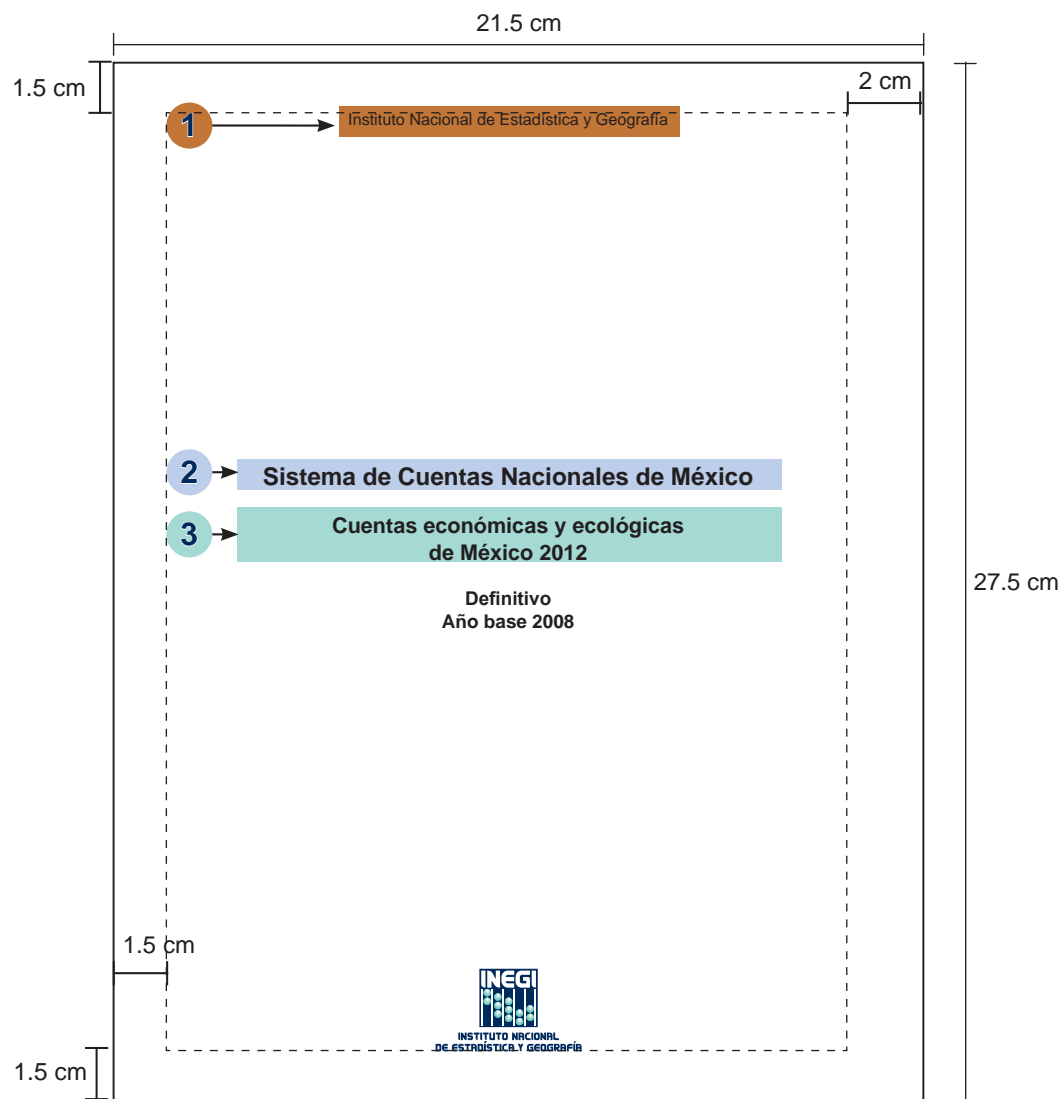 21.5 cm
1.5 cm
2 cm
1
Instituto Nacional de Estadística y Geografía
2
Sistema de Cuentas Nacionales de México
3
Cuentas económicas y ecológicas
de México 2012
27.5 cm
Definitivo
Año base 2008
1.5 cm
INEGI
INSTITUTO NACIONAL
DE ESTADÍSTICA Y GEOGRAFÍA
1.5 cm